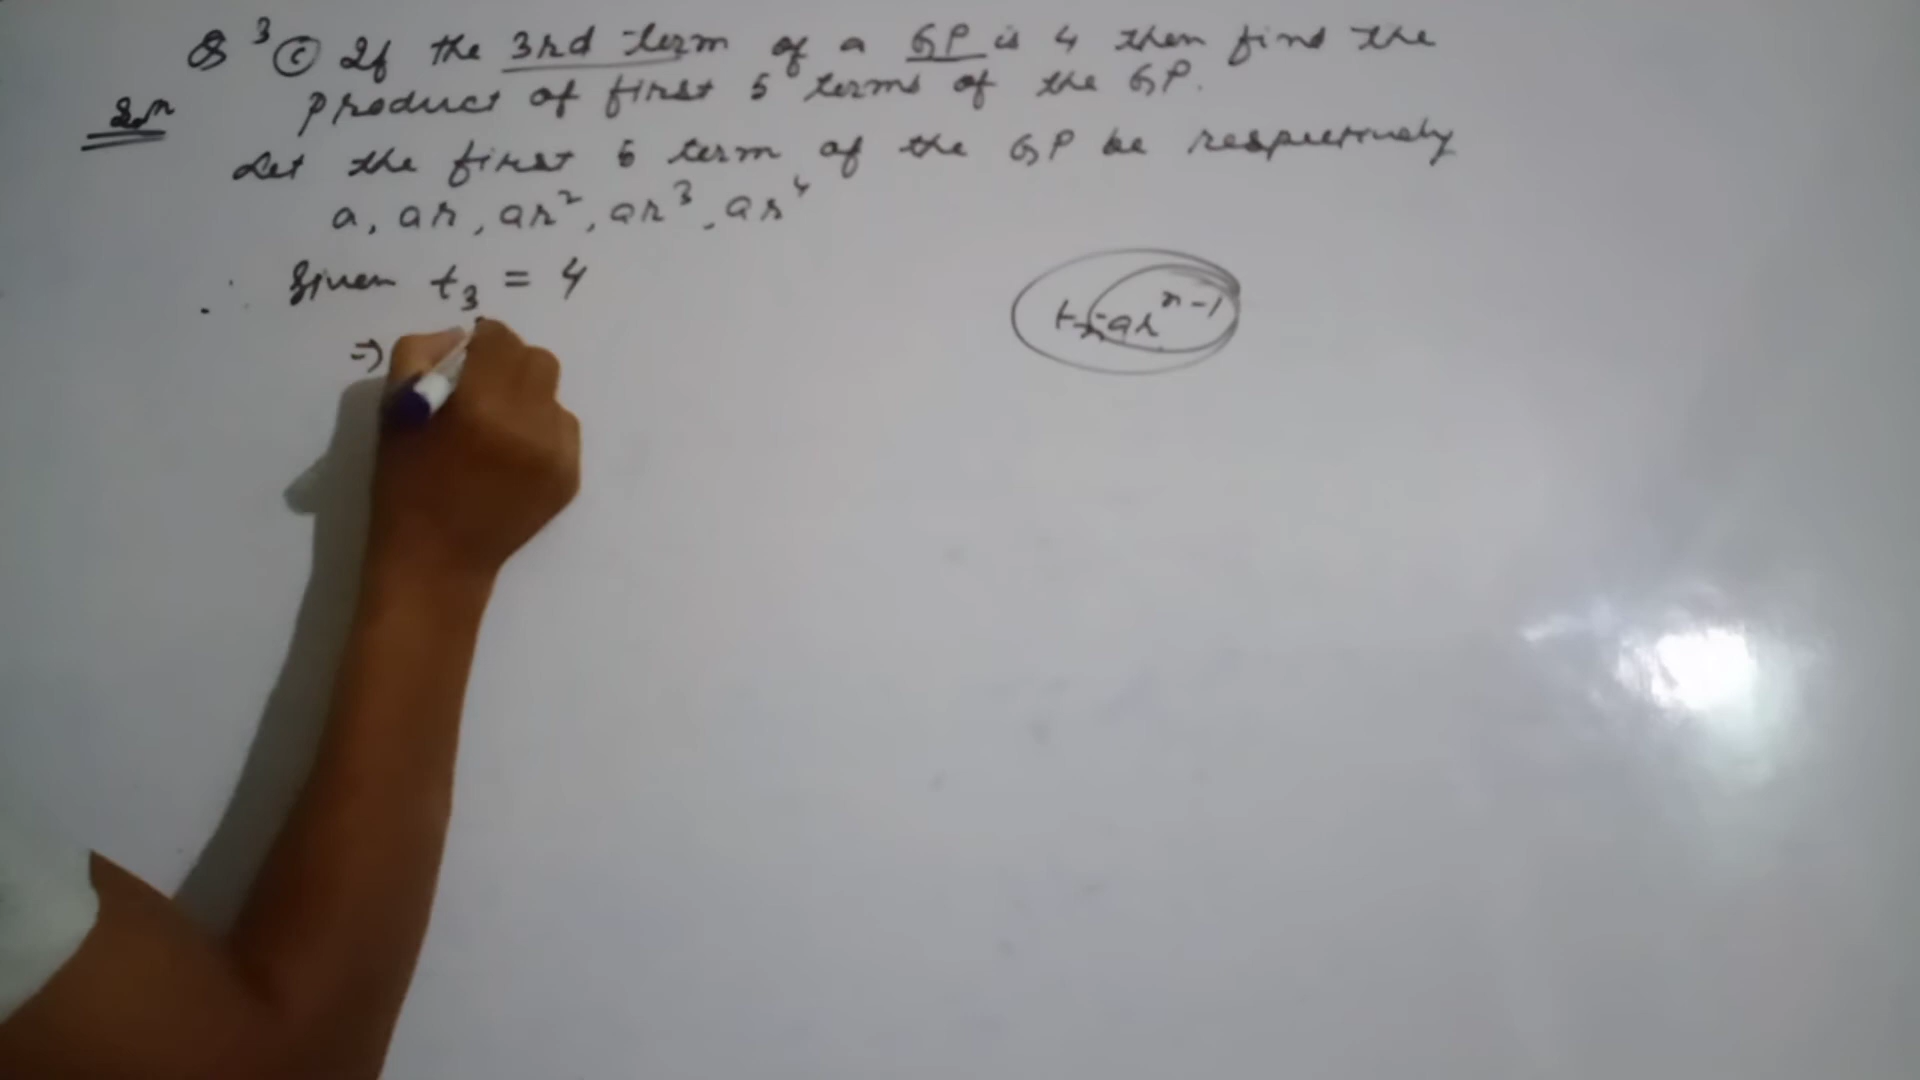 Q 3 (c) If the 3rd term of a GP is 4 then find the
product of first 5 terms of the GP.
Soln
Let the first 5 term of the GP be respectively
a, ar, ar², ar³, ar⁴
∴ Given t₃ = 4
⇒
tₙ = arⁿ⁻¹